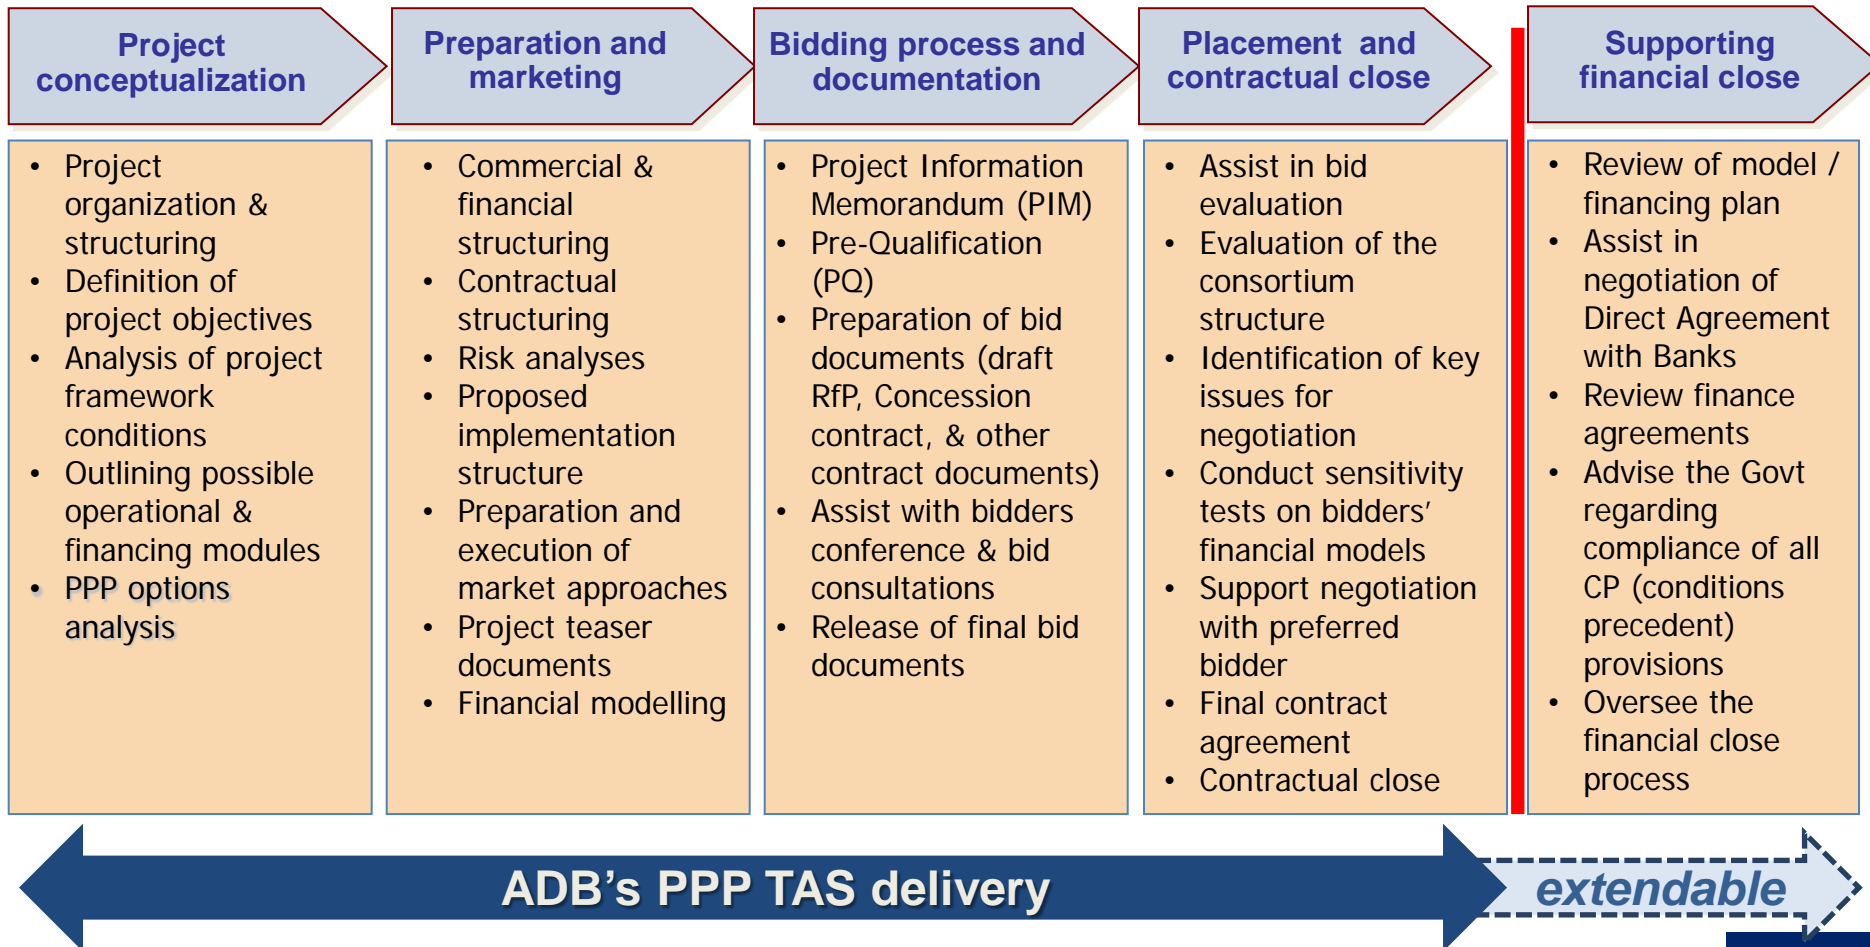 Project
conceptualization
• Project
organization &
structuring
• Definition of
project objectives
• Analysis of project
framework
conditions
• Outlining possible
operational &
financing modules
• PPP options
analysis
Preparation and
marketing
• Commercial &
financial
structuring
• Contractual
structuring
• Risk analyses
• Proposed
implementation
structure
• Preparation and
execution of
market approaches
• Project teaser
documents
• Financial modelling
Bidding process and
documentation
• Project Information
Memorandum (PIM)
• Pre-Qualification
(PQ)
• Preparation of bid
documents (draft
RfP, Concession
contract, & other
contract documents)
• Assist with bidders
conference & bid
consultations
• Release of final bid
documents
Placement and
contractual close
• Assist in bid
evaluation
• Evaluation of the
consortium
structure
• Identification of key
issues for
negotiation
• Conduct sensitivity
tests on bidders’
financial models
• Support negotiation
with preferred
bidder
• Final contract
agreement
• Contractual close
Supporting
financial close
• Review of model /
financing plan
• Assist in
negotiation of
Direct Agreement
with Banks
• Review finance
agreements
• Advise the Govt
regarding
compliance of all
CP (conditions
precedent)
provisions
• Oversee the
financial close
process
ADB’s PPP TAS delivery
extendable